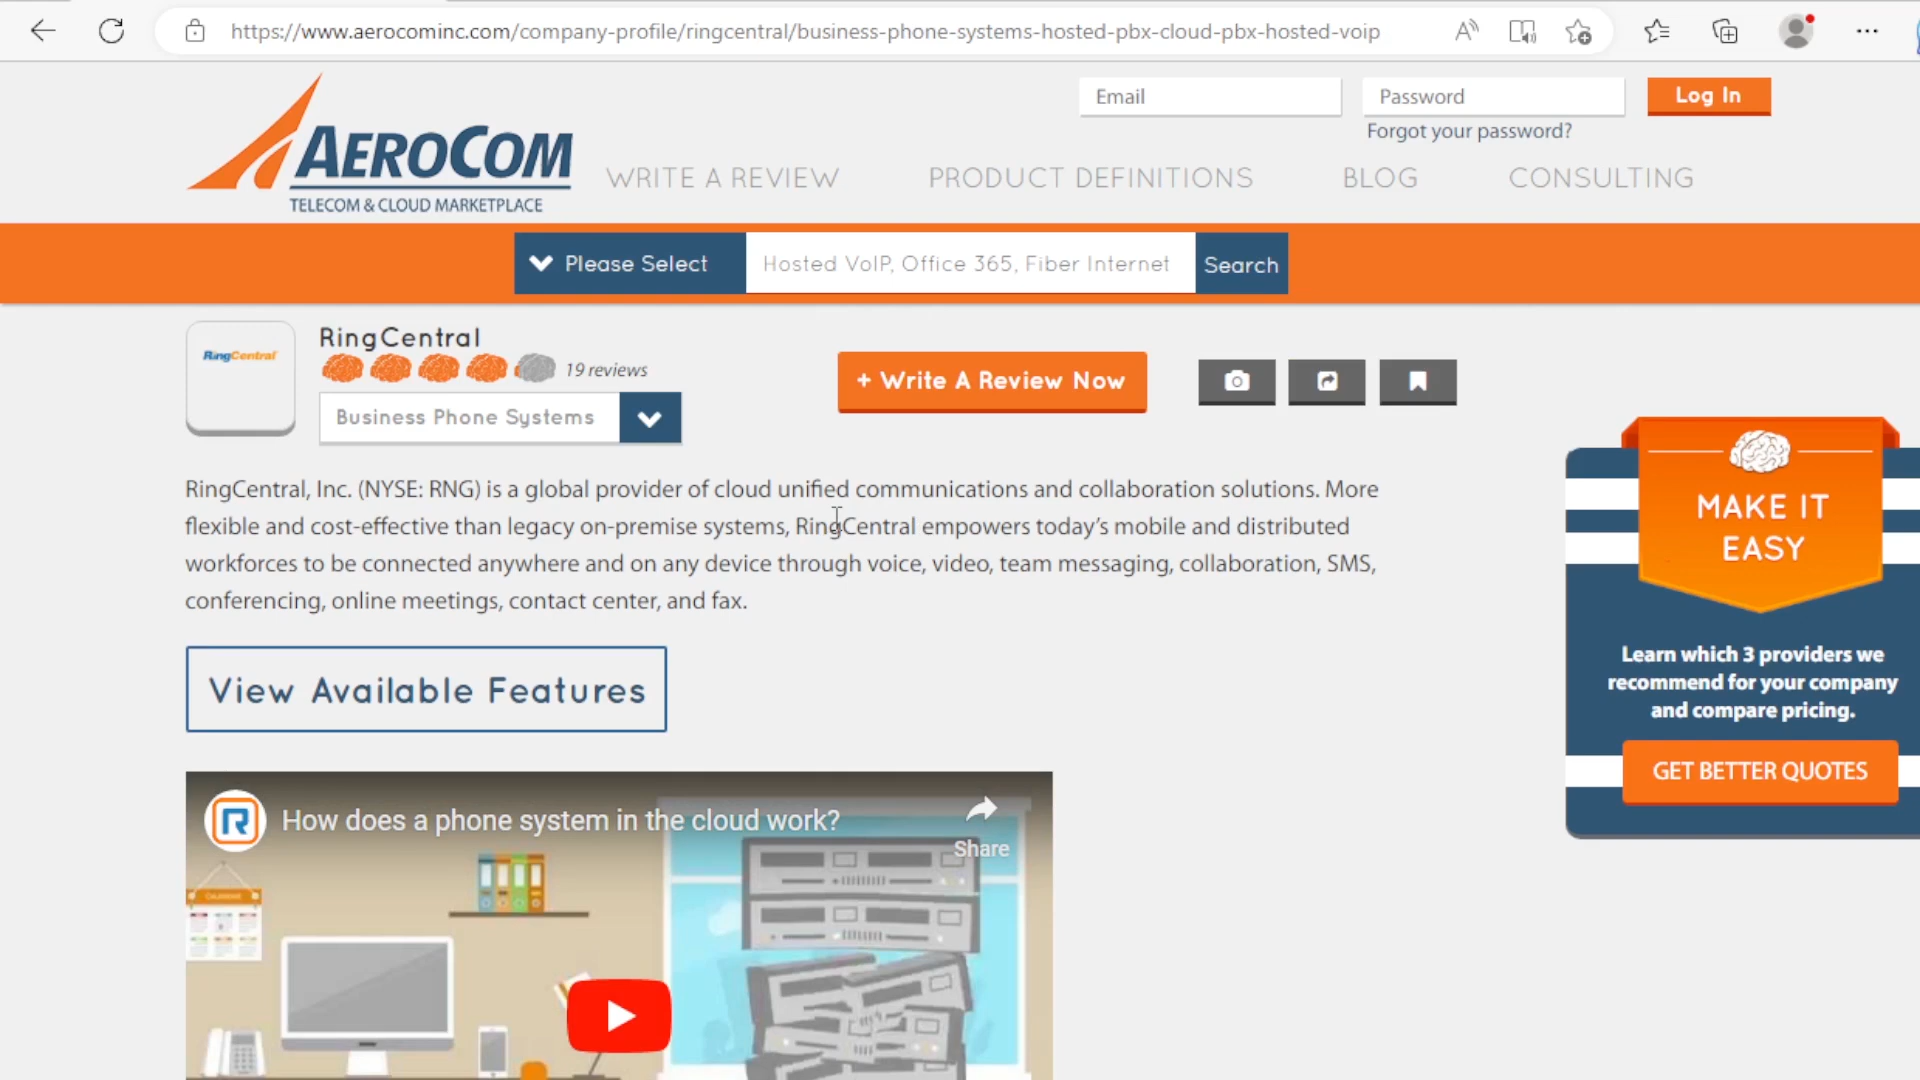 https://www.aerocominc.com/company-profile/ringcentral/business-phone-systems-hosted-pbx-cloud-pbx-hosted-voip
Email
Password
Log In
Forgot your password?
AEROCOM
TELECOM & CLOUD MARKETPLACE
WRITE A REVIEW
PRODUCT DEFINITIONS
BLOG
CONSULTING
Please Select
Hosted VoIP, Office 365, Fiber Internet
Search
RingCentral
RingCentral
19 reviews
Business Phone Systems
+ Write A Review Now
RingCentral, Inc. (NYSE: RNG) is a global provider of cloud unified communications and collaboration solutions. More
flexible and cost-effective than legacy on-premise systems, RingCentral empowers today’s mobile and distributed
workforces to be connected anywhere and on any device through voice, video, team messaging, collaboration, SMS,
conferencing, online meetings, contact center, and fax.
MAKE IT
EASY
Learn which 3 providers we
recommend for your company
and compare pricing.
GET BETTER QUOTES
View Available Features
R
How does a phone system in the cloud work?
Share